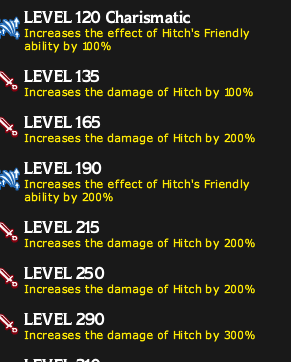 LEVEL 120 Charismatic
Increases the effect of Hitch's Friendly
ability by 100%
LEVEL 135
Increases the damage of Hitch by 100%
LEVEL 165
Increases the damage of Hitch by 200%
LEVEL 190
Increases the effect of Hitch's Friendly
ability by 200%
LEVEL 215
Increases the damage of Hitch by 200%
LEVEL 250
Increases the damage of Hitch by 200%
LEVEL 290
Increases the damage of Hitch by 300%
LEVEL